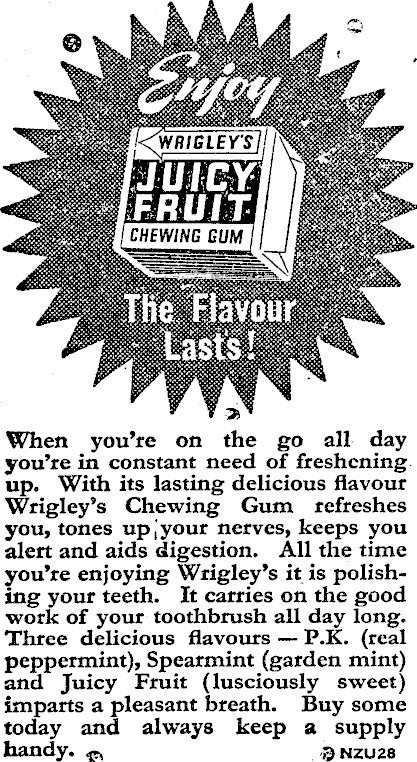 Enjoy
WRIGLEY'S
JUICY
FRUIT
CHEWING GUM
The Flavour
Lasts!
When you're on the go all day
you're in constant need of freshening
up. With its lasting delicious flavour
Wrigley's Chewing Gum refreshes
you, tones up your nerves, keeps you
alert and aids digestion. All the time
you're enjoying Wrigley's it is polish-
ing your teeth. It carries on the good
work of your toothbrush all day long.
Three delicious flavours — P.K. (real
peppermint), Spearmint (garden mint)
and Juicy Fruit (lusciously sweet)
imparts a pleasant breath. Buy some
today and always keep a supply
handy.
NZU28